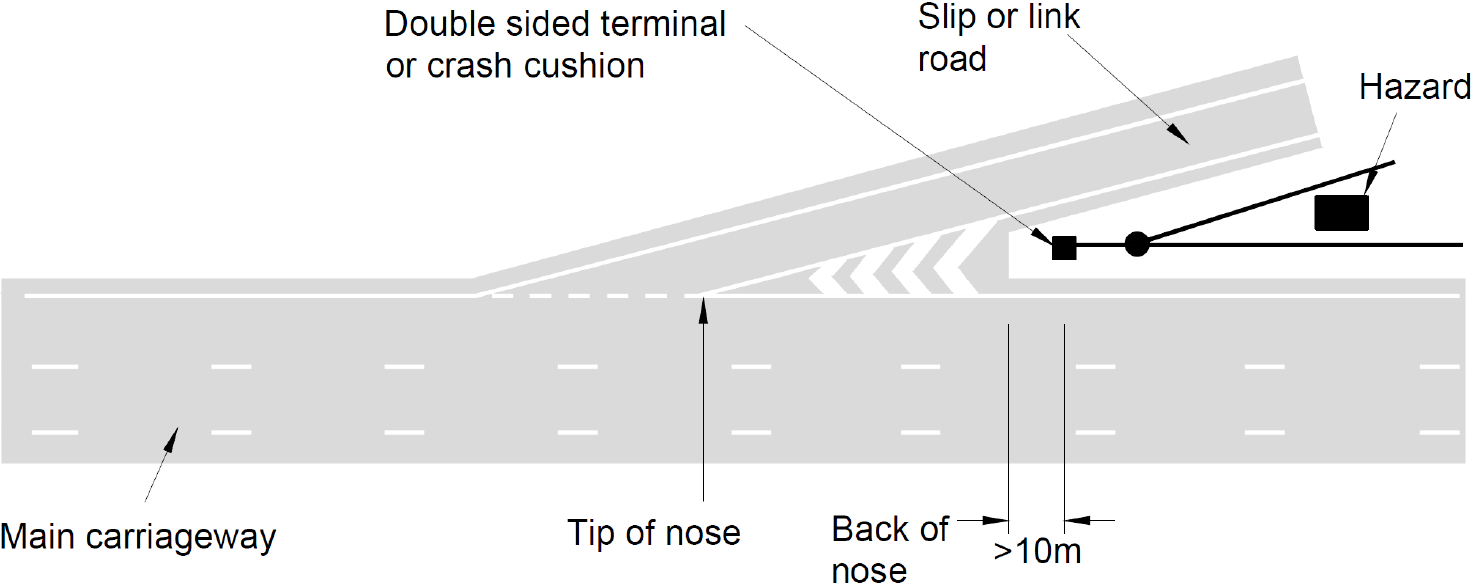 Double sided terminal
or crash cushion
Slip or link
road
Hazard
Main carriageway
Tip of nose
Back of
nose
>10m